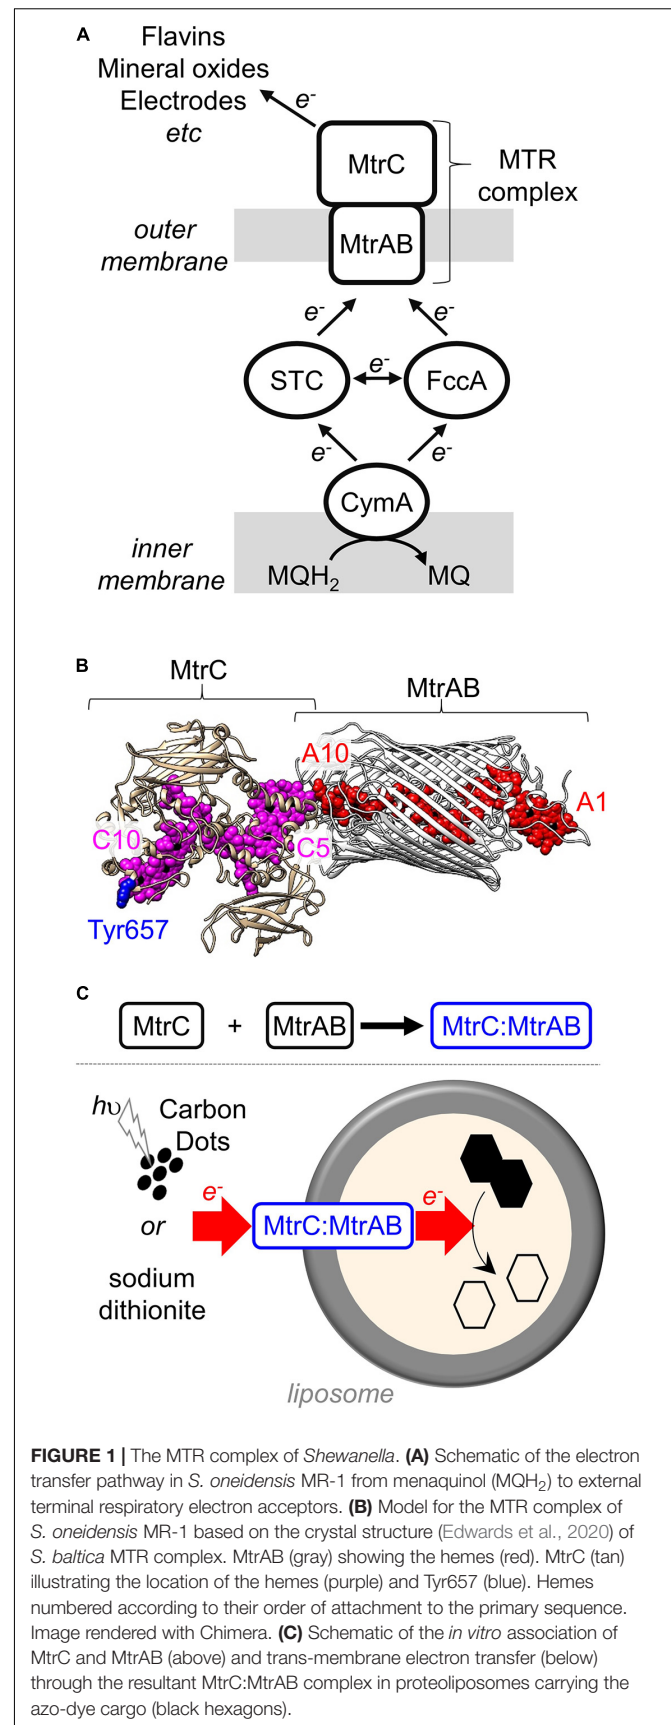 A
Flavins
Mineral oxides
Electrodes
etc
e-
MtrC
MTR
complex
outer
membrane
MtrAB
e-
e-
STC
e-
FccA
e-
e-
CymA
inner
membrane
MQH2
MQ
B
MtrC
MtrAB
A10
A1
C10
C5
Tyr657
C
MtrC
+
MtrAB
MtrC:MtrAB
hυ
Carbon
Dots
or
sodium
dithionite
e-
MtrC:MtrAB
e-
liposome
FIGURE 1 | The MTR complex of Shewanella. (A) Schematic of the electron
transfer pathway in S. oneidensis MR-1 from menaquinol (MQH2) to external
terminal respiratory electron acceptors. (B) Model for the MTR complex of
S. oneidensis MR-1 based on the crystal structure (Edwards et al., 2020) of
S. baltica MTR complex. MtrAB (gray) showing the hemes (red). MtrC (tan)
illustrating the location of the hemes (purple) and Tyr657 (blue). Hemes
numbered according to their order of attachment to the primary sequence.
Image rendered with Chimera. (C) Schematic of the in vitro association of
MtrC and MtrAB (above) and trans-membrane electron transfer (below)
through the resultant MtrC:MtrAB complex in proteoliposomes carrying the
azo-dye cargo (black hexagons).